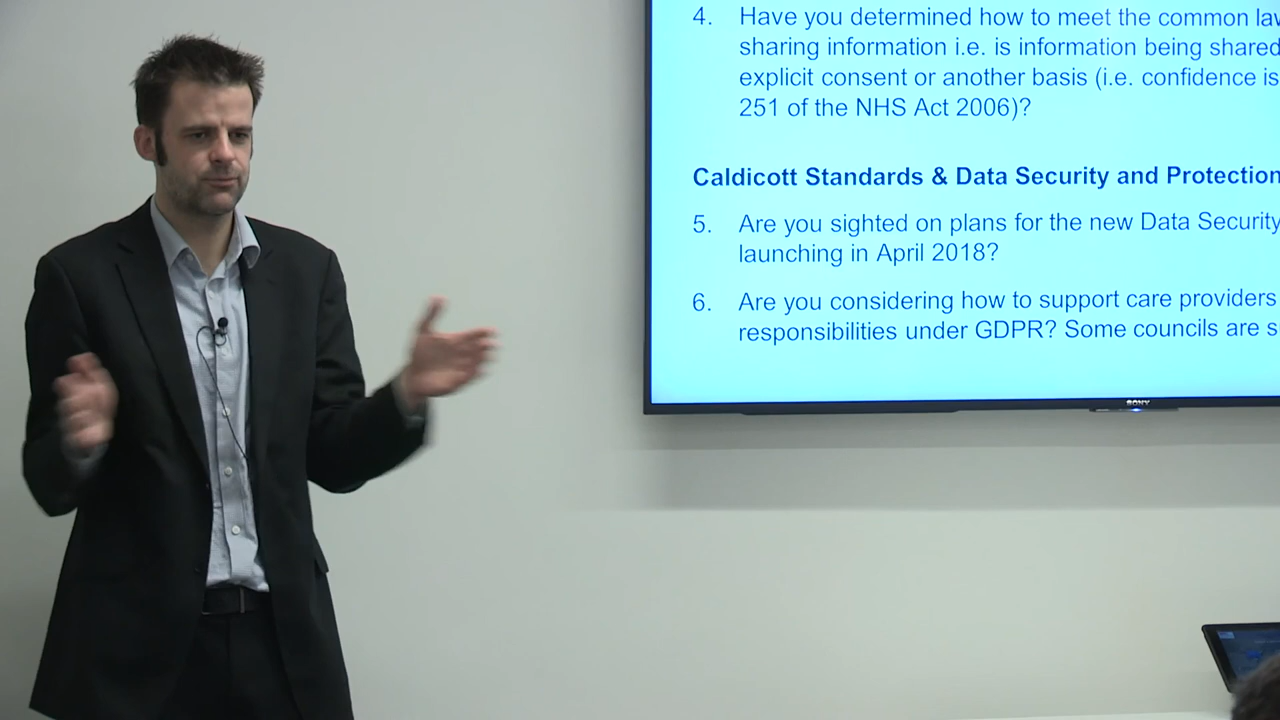 4. Have you determined how to meet the common law
sharing information i.e. is information being shared
explicit consent or another basis (i.e. confidence is
251 of the NHS Act 2006)?
Caldicott Standards & Data Security and Protection
5. Are you sighted on plans for the new Data Security
launching in April 2018?
6. Are you considering how to support care providers
responsibilities under GDPR? Some councils are s
SONY